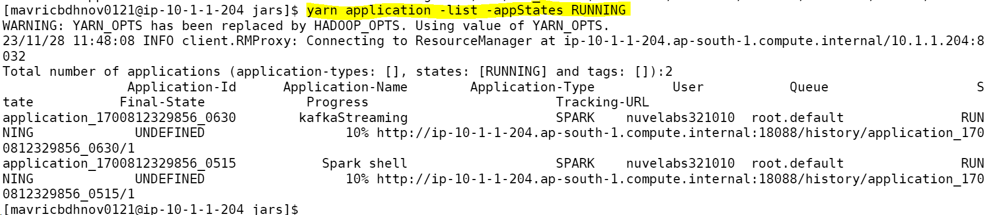 [mavricbdhnov0121@ip-10-1-1-204 jars]$ yarn application -list -appStates RUNNING
WARNING: YARN_OPTS has been replaced by HADOOP_OPTS. Using value of YARN_OPTS.
23/11/28 11:48:08 INFO client.RMProxy: Connecting to ResourceManager at ip-10-1-1-204.ap-south-1.compute.internal/10.1.1.204:8
032
Total number of applications (application-types: [], states: [RUNNING] and tags: []):2
Application-Id Application-Name Application-Type User Queue S
tate Final-State Progress Tracking-URL
application_1700812329856_0630 kafkaStreaming SPARK nuvelabs321010 root.default RUN
NING UNDEFINED 10% http://ip-10-1-1-204.ap-south-1.compute.internal:18088/history/application_170
0812329856_0630/1
application_1700812329856_0515 Spark shell SPARK nuvelabs321010 root.default RUN
NING UNDEFINED 10% http://ip-10-1-1-204.ap-south-1.compute.internal:18088/history/application_170
0812329856_0515/1
[mavricbdhnov0121@ip-10-1-1-204 jars]$